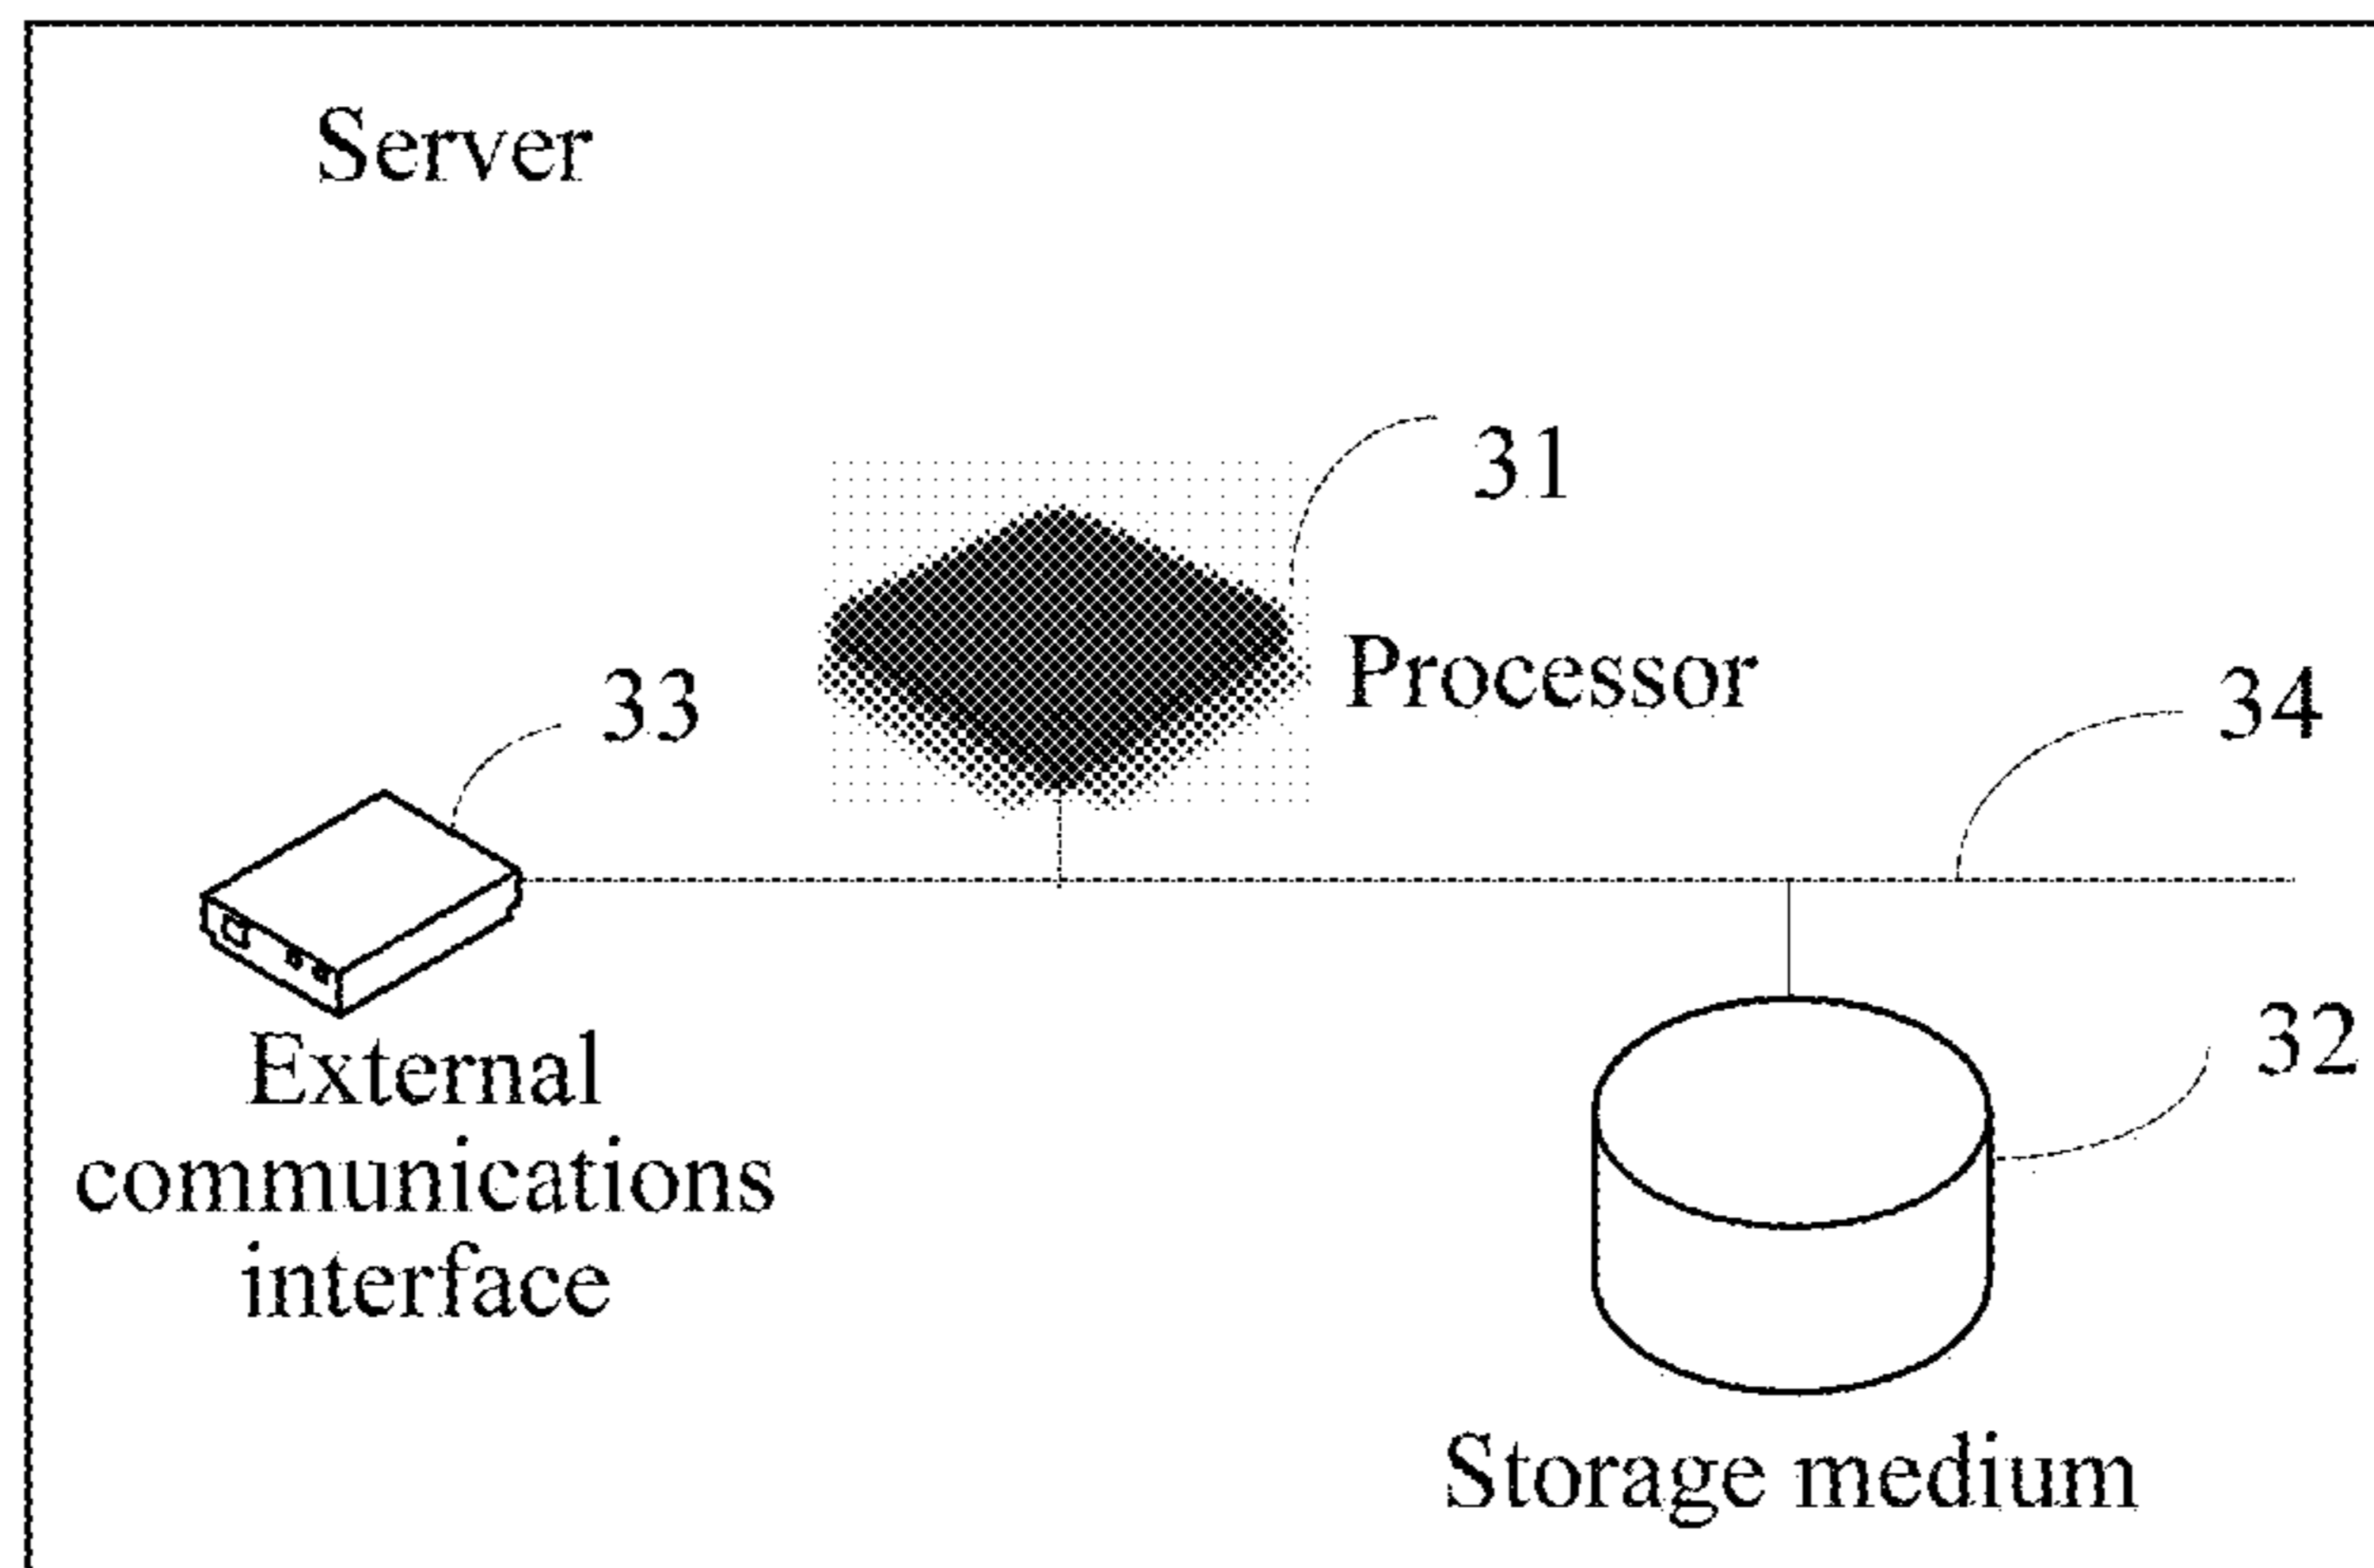 Server
31
Processor
33
34
External
communications
interface
32
Storage medium